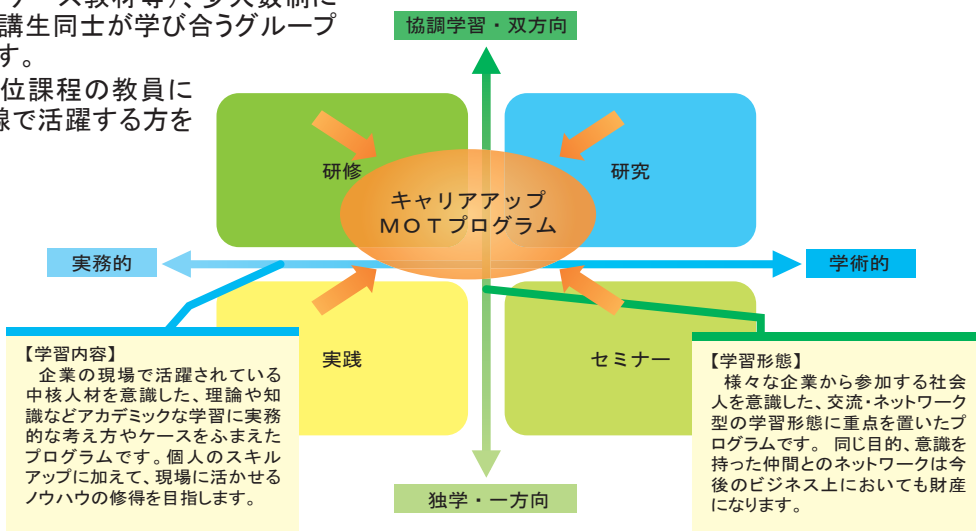 ケース教材等)、少人数制に
講生同士が学び合うグループ
す。
位課程の教員に
線で活躍する方を
協調学習・双方向
研修
研究
キャリアアップ
MOTプログラム
実務的
学術的
実践
セミナー
【学習内容】
企業の現場で活躍されている
中核人材を意識した、理論や知
識などアカデミックな学習に実務
的な考え方やケースをふまえた
プログラムです。個人のスキル
アップに加えて、現場に活かせる
ノウハウの修得を目指します。
【学習形態】
様々な企業から参加する社会
人を意識した、交流・ネットワーク
型の学習形態に重点を置いたプ
ログラムです。 同じ目的、意識を
持った仲間とのネットワークは今
後のビジネス上においても財産
になります。
独学・一方向